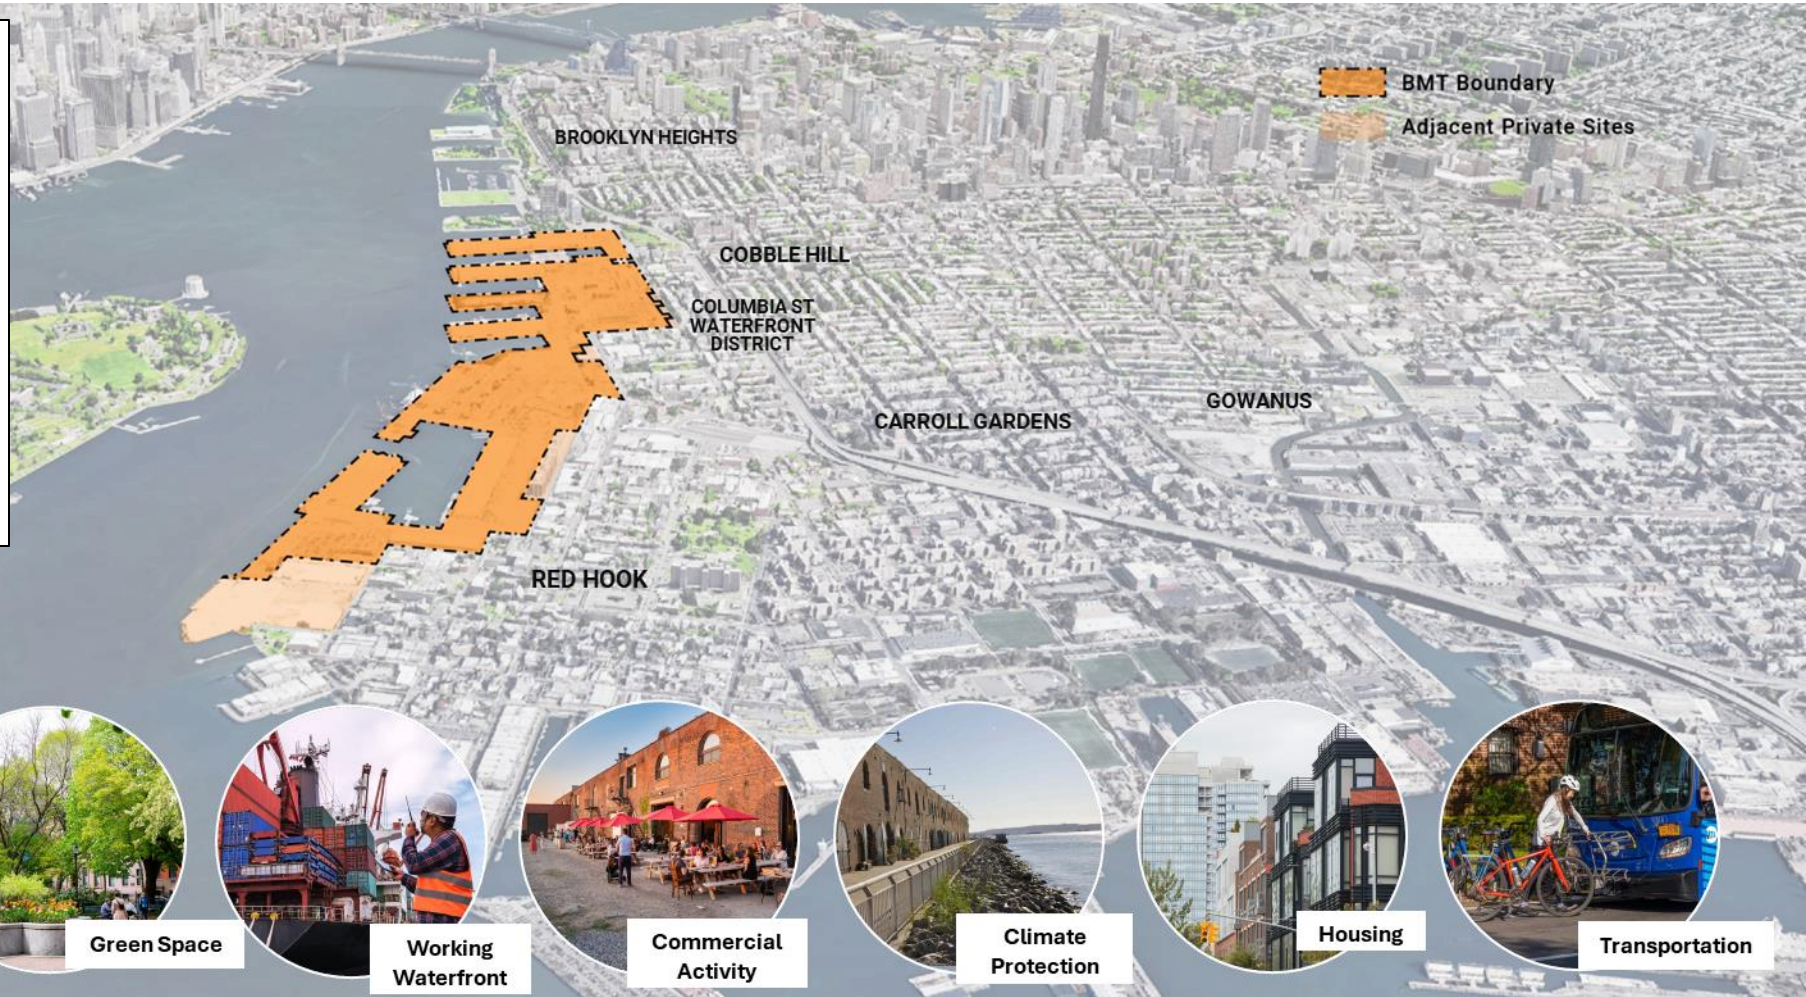 BMT Boundary
Adjacent Private Sites
BROOKLYN HEIGHTS
COBBLE HILL
COLUMBIA ST
WATERFRONT
DISTRICT
GOWANUS
CARROLL GARDENS
RED HOOK
Green Space
Working
Waterfront
Commercial
Activity
Climate
Protection
Housing
Transportation